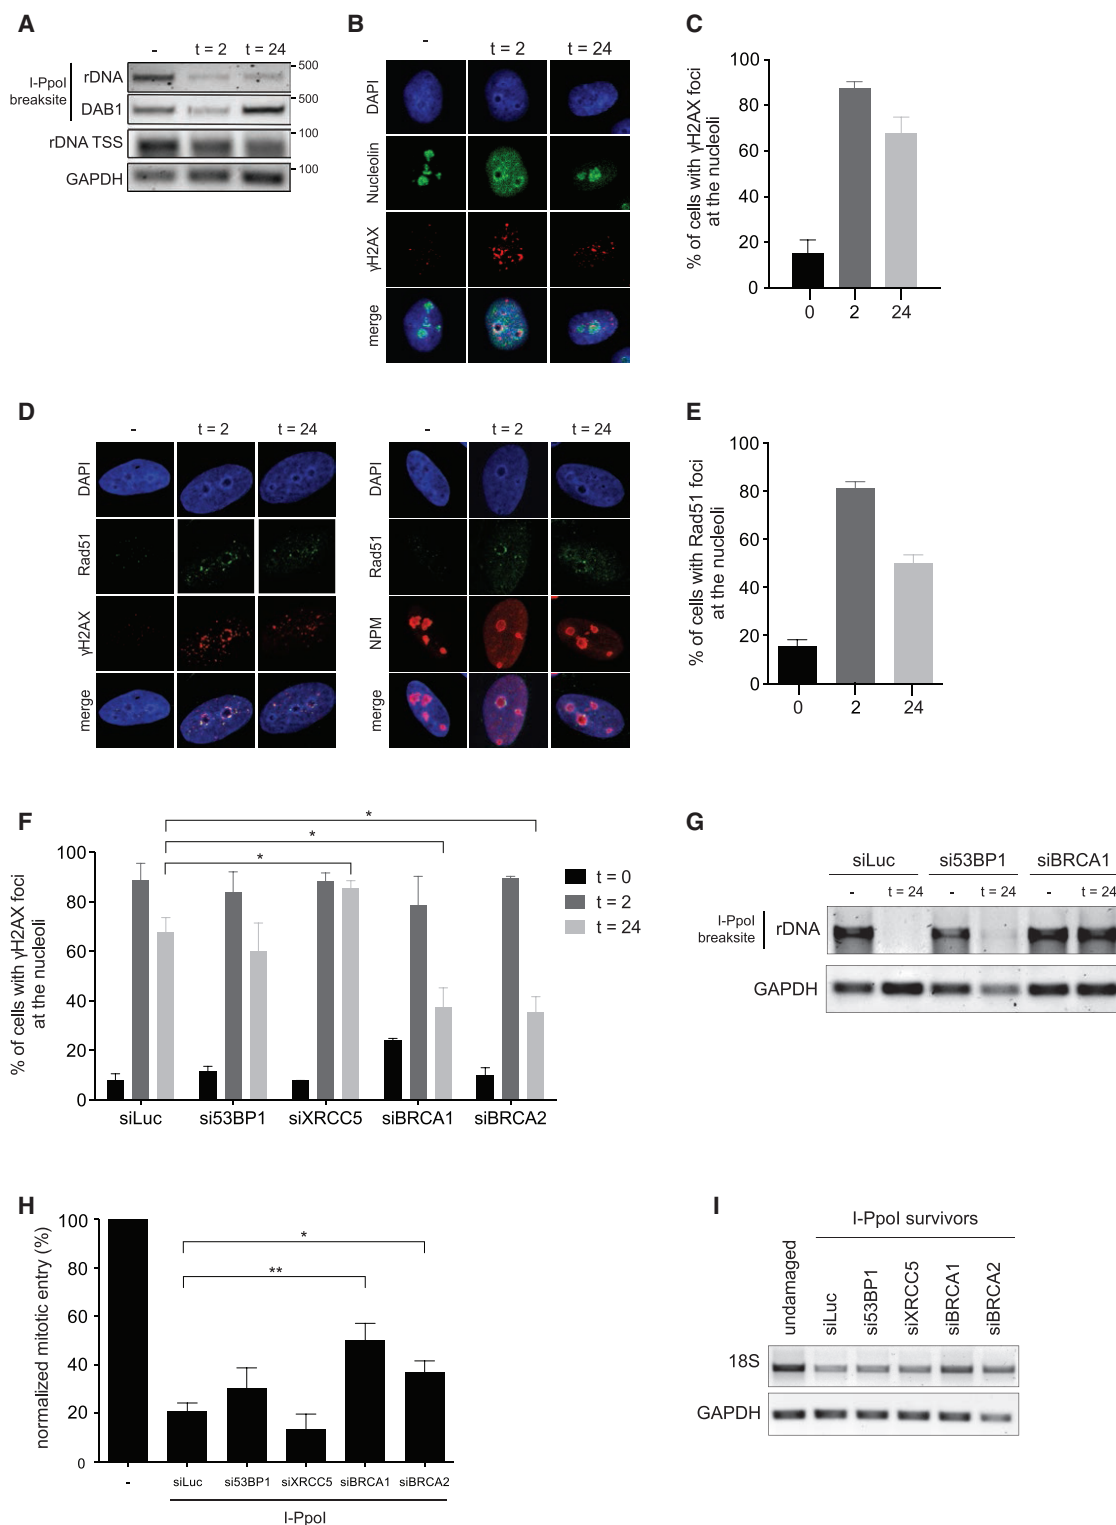 A
- t = 2 t = 24
I-PpoI
breaksite
rDNA
DAB1
rDNA TSS
GAPDH
500
500
100
100
B
- t = 2 t = 24
DAPI
Nucleolin
γH2AX
merge
C
% of cells with γH2AX foci
at the nucleoli
100
80
60
40
20
0
0 2 24
D
- t = 2 t = 24
DAPI
Rad51
γH2AX
merge
- t = 2 t = 24
DAPI
Rad51
NPM
merge
E
% of cells with Rad51 foci
at the nucleoli
100
80
60
40
20
0
0 2 24
F
% of cells with γH2AX foci
at the nucleoli
100
80
60
40
20
0
*
*
*
siLuc si53BP1 siXRCC5 siBRCA1 siBRCA2
t = 0
t = 2
t = 24
G
siLuc si53BP1 siBRCA1
- t = 24 - t = 24 - t = 24
I-PpoI
breaksite
rDNA
GAPDH
H
normalized mitotic entry (%)
100
80
60
40
20
0
*
**
- siLuc si53BP1 siXRCC5 siBRCA1 siBRCA2
I-PpoI
I
I-PpoI survivors
undamaged
siLuc
si53BP1
siXRCC5
siBRCA1
siBRCA2
18S
GAPDH